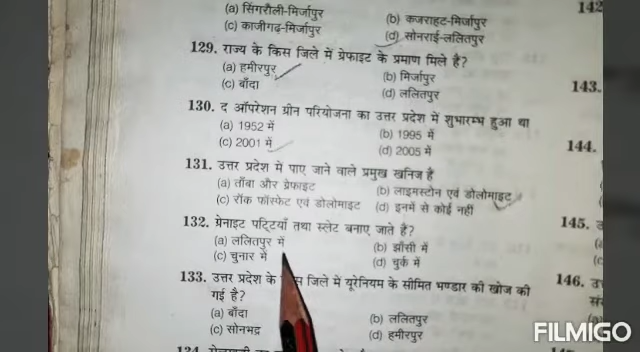 (a) सिंगरौली-मिर्जापुर (b) कजराहट-मिर्जापुर
(c) काजीगढ़-मिर्जापुर (d) सोनराई-ललितपुर
129. राज्य के किस जिले में ग्रेफाइट के प्रमाण मिले हैं?
(a) हमीरपुर (b) मिर्जापुर
(c) बाँदा (d) ललितपुर
130. द ऑपरेशन ग्रीन परियोजना का उत्तर प्रदेश में शुभारम्भ हुआ था
(a) 1952 में (b) 1995 में
(c) 2001 में (d) 2005 में
131. उत्तर प्रदेश में पाए जाने वाले प्रमुख खनिज हैं
(a) ताँबा और ग्रेफाइट (b) लाइमस्टोन एवं डोलोमाइट
(c) रॉक फॉस्फेट एवं डोलोमाइट (d) इनमें से कोई नहीं
132. ग्रेनाइट पट्टियाँ तथा स्लेट बनाए जाते हैं?
(a) ललितपुर में (b) झाँसी में
(c) चुनार में (d) चुर्क में
133. उत्तर प्रदेश के जिले में यूरेनियम के सीमित भण्डार की खोज की
गई है?
(a) बाँदा (b) ललितपुर
(c) सोनभद्र (d) हमीरपुर
134.
142
143.
144.
145.
146.
FILMIGO